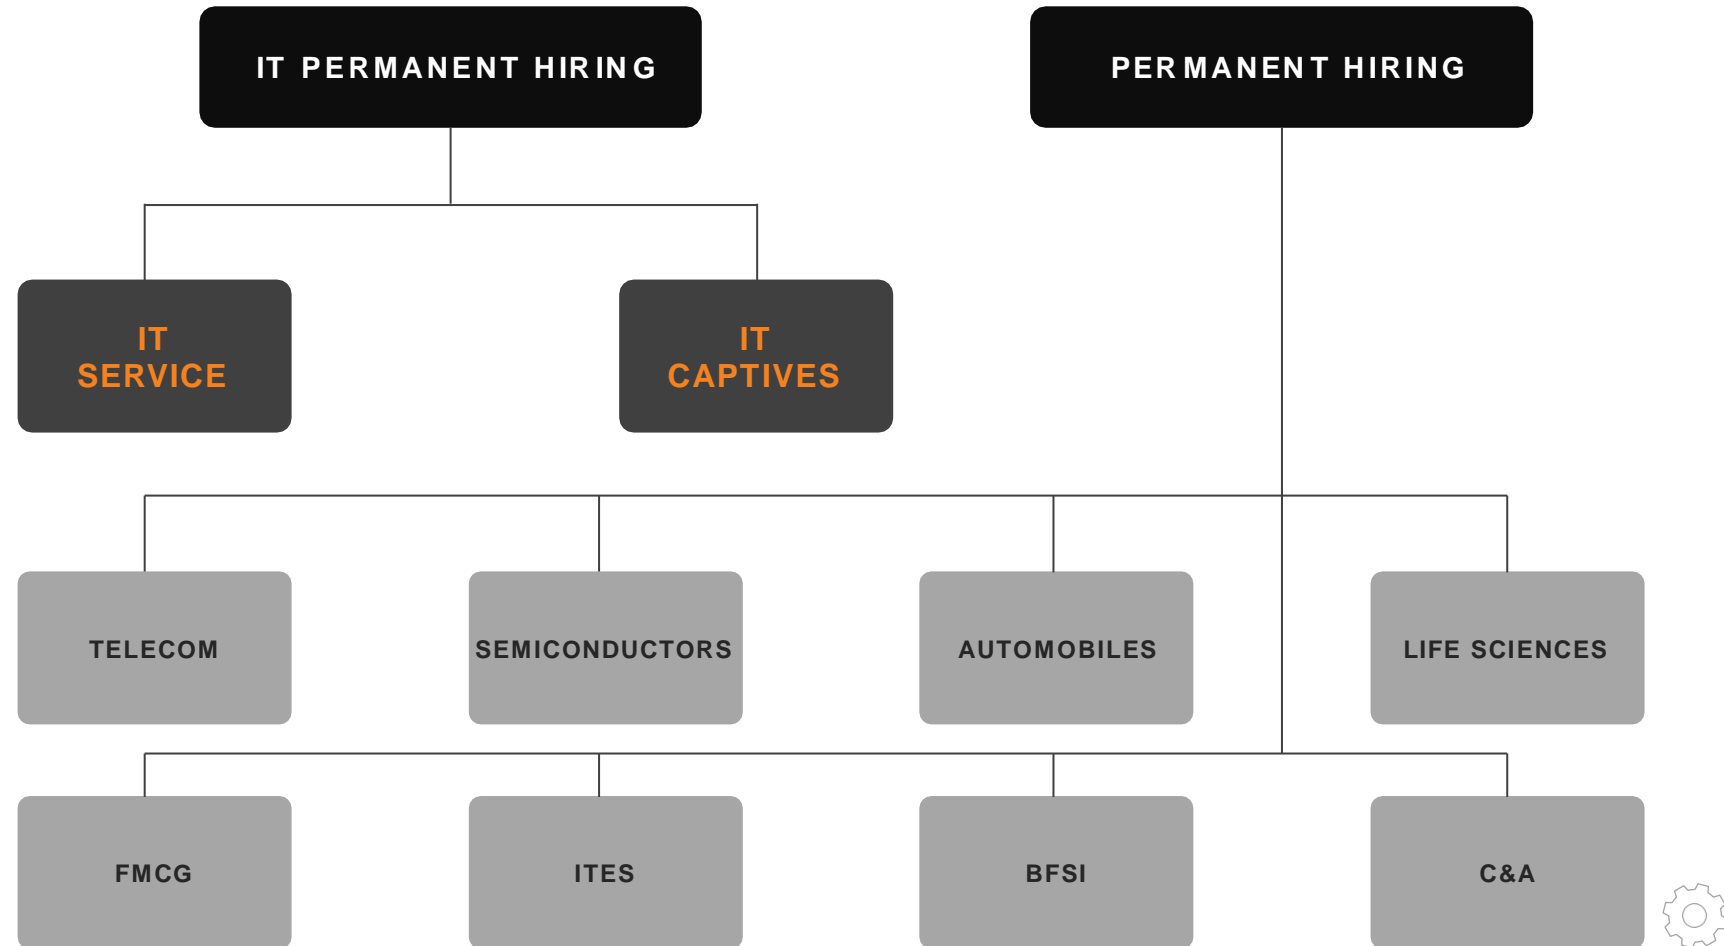 IT PERMANENT HIRING
PERMANENT HIRING
IT
SERVICE
IT
CAPTIVES
TELECOM
SEMICONDUCTORS
AUTOMOBILES
LIFE SCIENCES
FMCG
ITES
BFSI
C&A